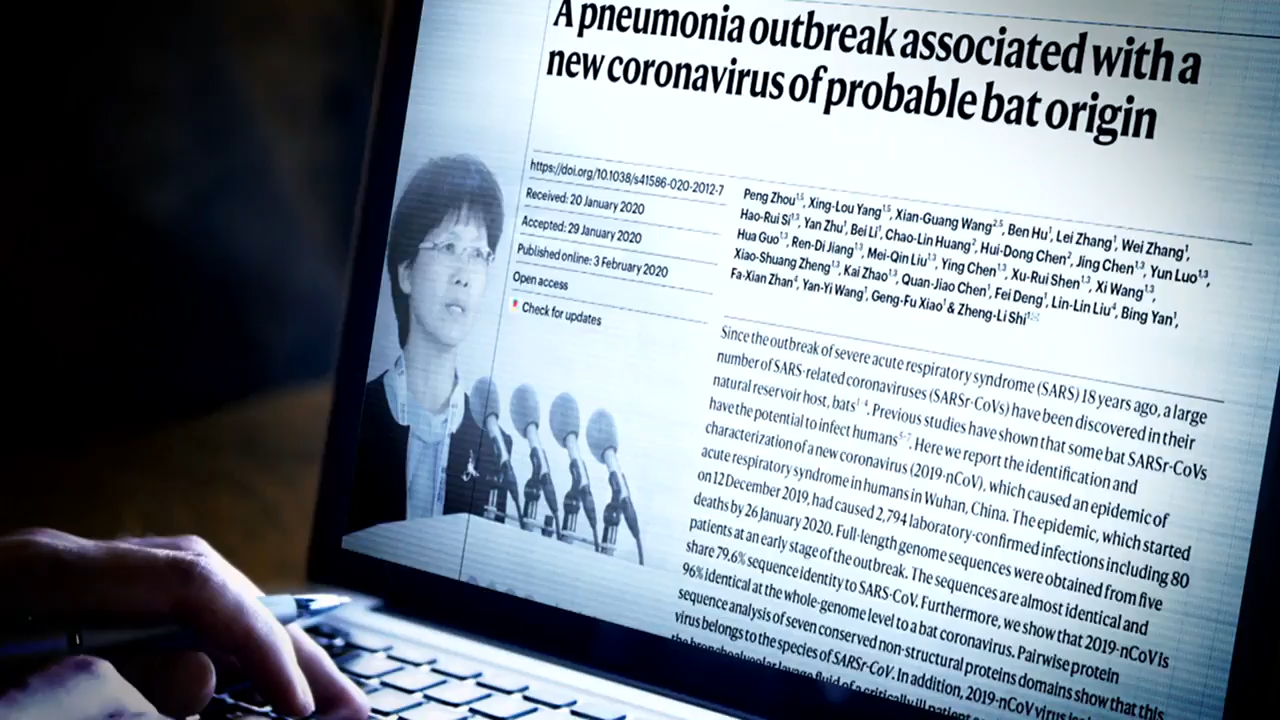 A pneumonia outbreak associated with a
new coronavirus of probable bat origin
https://doi.org/10.1038/s41586-020-2012-7
Received: 20 January 2020
Accepted: 29 January 2020
Published online: 3 February 2020
Open access
Check for updates
Peng Zhou1,5, Xing-Lou Yang1,5, Xian-Guang Wang2,5, Ben Hu1, Lei Zhang1, Wei Zhang1,
Hao-Rui Si1,3, Yan Zhu1, Bei Li1, Chao-Lin Huang2, Hui-Dong Chen2, Jing Chen1,3, Yun Luo1,3,
Hua Guo1,3, Ren-Di Jiang1,3, Mei-Qin Liu1,3, Ying Chen1,3, Xu-Rui Shen1,3, Xi Wang1,3,
Xiao-Shuang Zheng1,3, Kai Zhao1,3, Quan-Jiao Chen1, Fei Deng1, Lin-Lin Liu4, Bing Yan1,
Fa-Xian Zhan4, Yan-Yi Wang1, Geng-Fu Xiao1 & Zheng-Li Shi1
Since the outbreak of severe acute respiratory syndrome (SARS) 18 years ago, a large
number of SARS-related coronaviruses (SARSr-CoVs) have been discovered in their
natural reservoir host, bats1–4. Previous studies have shown that some bat SARSr-CoVs
have the potential to infect humans5–7. Here we report the identification and
characterization of a new coronavirus (2019-nCoV), which caused an epidemic of
acute respiratory syndrome in humans in Wuhan, China. The epidemic, which started
on 12 December 2019, had caused 2,794 laboratory-confirmed infections including 80
deaths by 26 January 2020. Full-length genome sequences were obtained from five
patients at an early stage of the outbreak. The sequences are almost identical and
share 79.6% sequence identity to SARS-CoV. Furthermore, we show that 2019-nCoV is
96% identical at the whole-genome level to a bat coronavirus. Pairwise protein
sequence analysis of seven conserved non-structural proteins domains show that this
virus belongs to the species of SARSr-CoV. In addition, 2019-nCoV virus
the bronchoalveolar lavage fluid of a critically ill patient